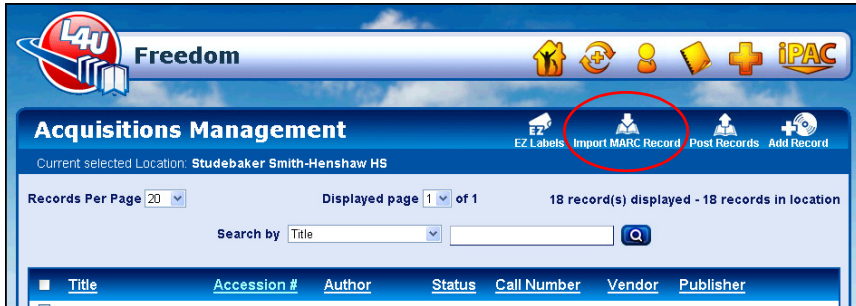 L4U Freedom iPAC
Acquisitions Management
EZ EZ Labels Import MARC Record Post Records Add Record
Current selected Location: Studebaker Smith-Henshaw HS
Records Per Page 20 Displayed page 1 of 1 18 record(s) displayed - 18 records in location
Search by Title
Title Accession # Author Status Call Number Vendor Publisher